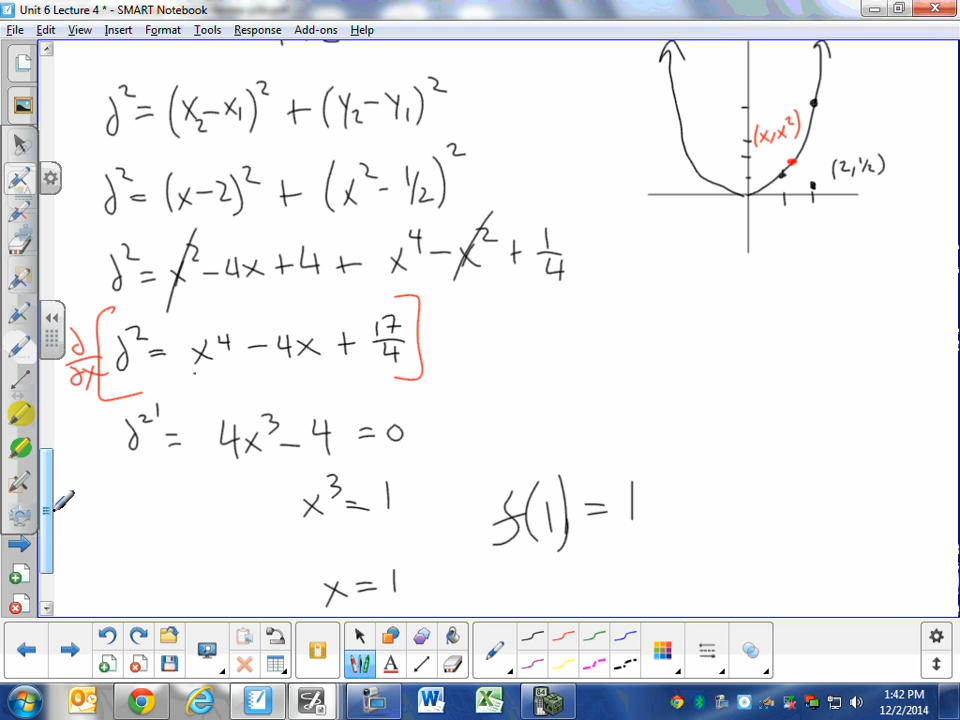 Unit 6 Lecture 4 * - SMART Notebook
File Edit View Insert Format Tools Response Add-ons Help
d² = (x₂-x₁)² + (y₂-y₁)²
(x,x²)
(2,1/2)
d² = (x-2)² + (x²-1/2)²
d² = x² - 4x + 4 + x⁴ - x² + 1/4
d/dx [d² = x⁴ - 4x + 17/4]
d²' = 4x³ - 4 = 0
x³ = 1
f(1) = 1
x = 1
A
1:42 PM
12/2/2014